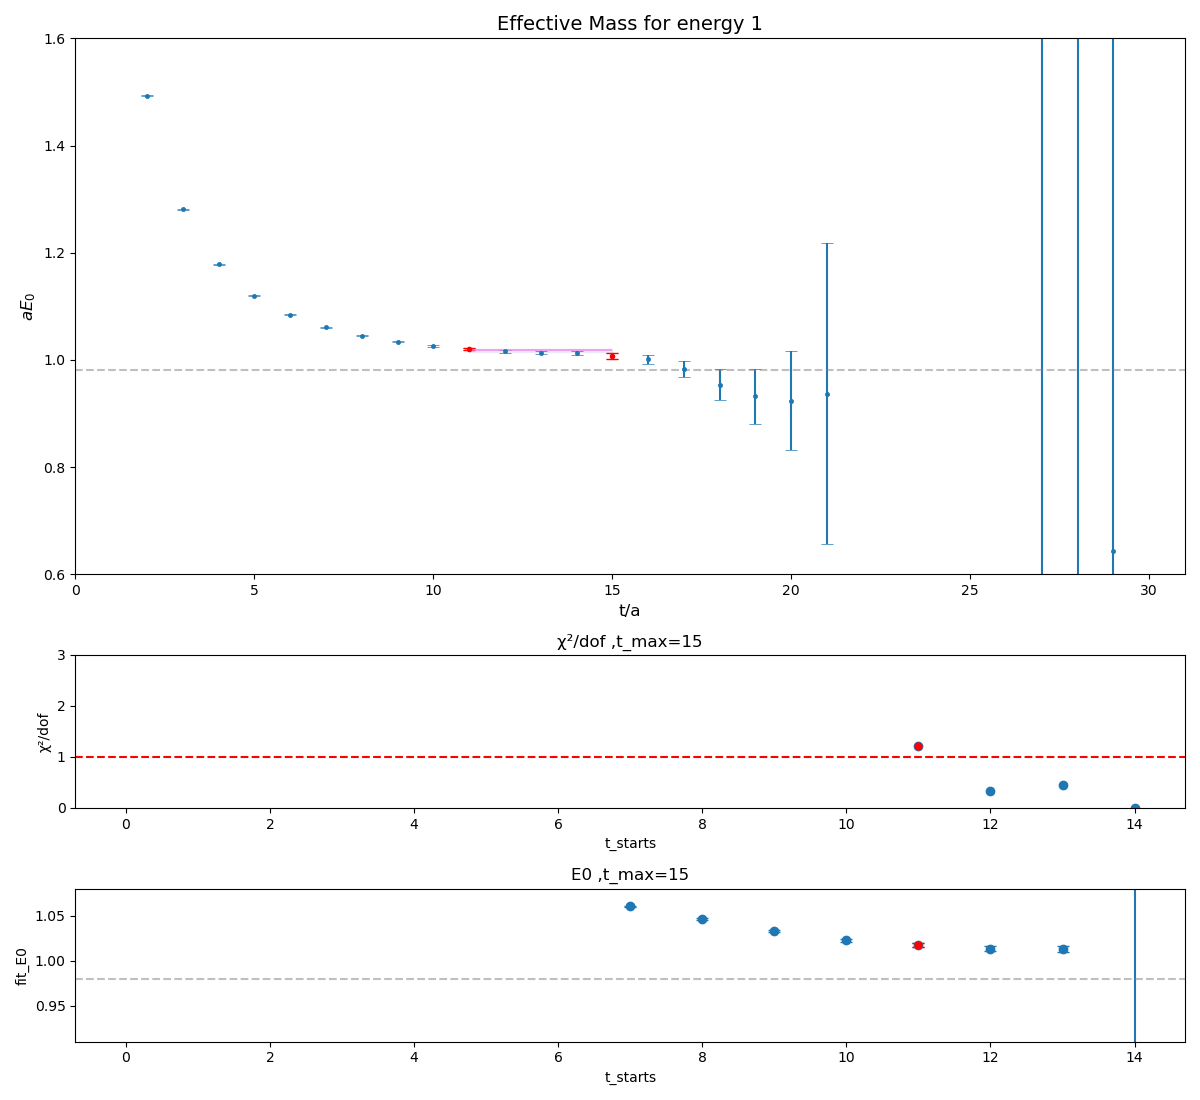 Effective Mass for energy 1
1.6
1.4
1.2
1.0
0.8
0.6
aE₀
0 5 10 15 20 25 30
t/a
χ²/dof ,t_max=15
3
2
1
0
χ²/dof
0 2 4 6 8 10 12 14
t_starts
E0 ,t_max=15
1.05
1.00
0.95
fit_E0
0 2 4 6 8 10 12 14
t_starts